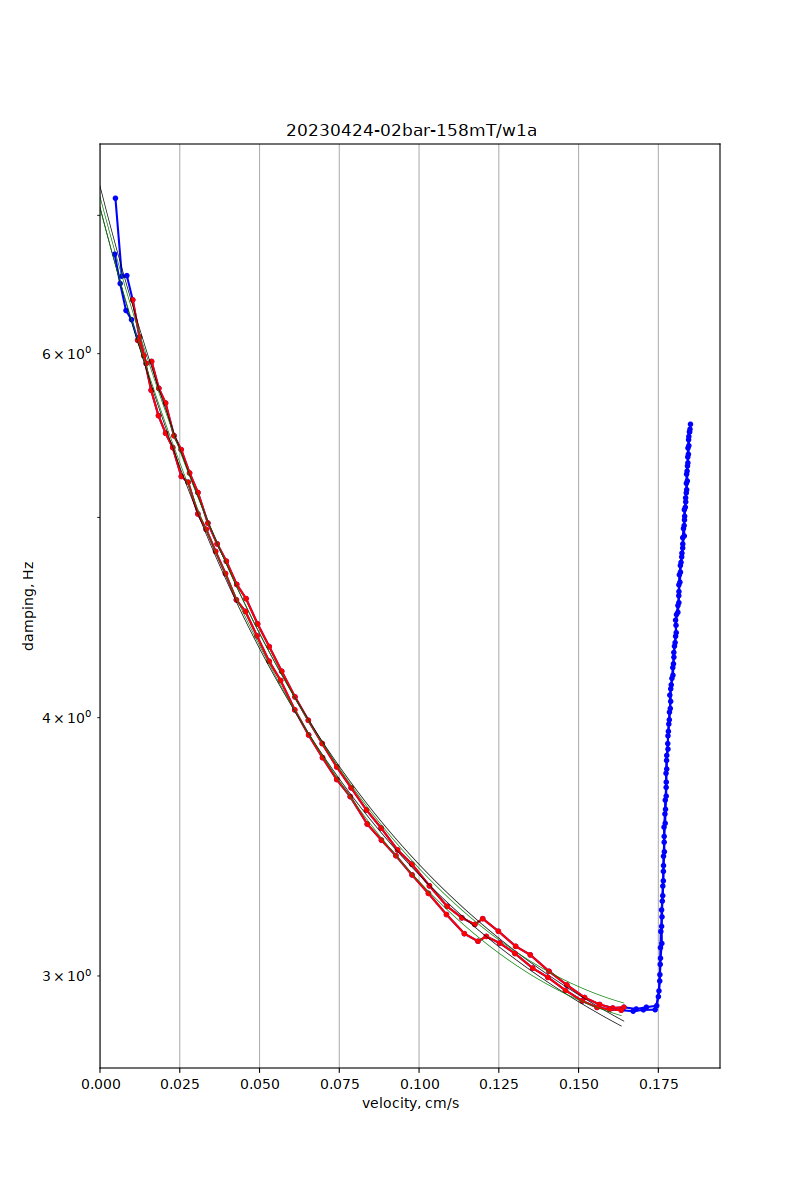 20230424-02bar-158mT/w1a
6 × 10⁰
4 × 10⁰
3 × 10⁰
damping, Hz
0.000 0.025 0.050 0.075 0.100 0.125 0.150 0.175
velocity, cm/s